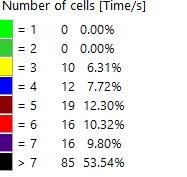 Number of cells [Time/s]
= 1 0 0.00%
= 2 0 0.00%
= 3 10 6.31%
= 4 12 7.72%
= 5 19 12.30%
= 6 16 10.32%
= 7 16 9.80%
> 7 85 53.54%